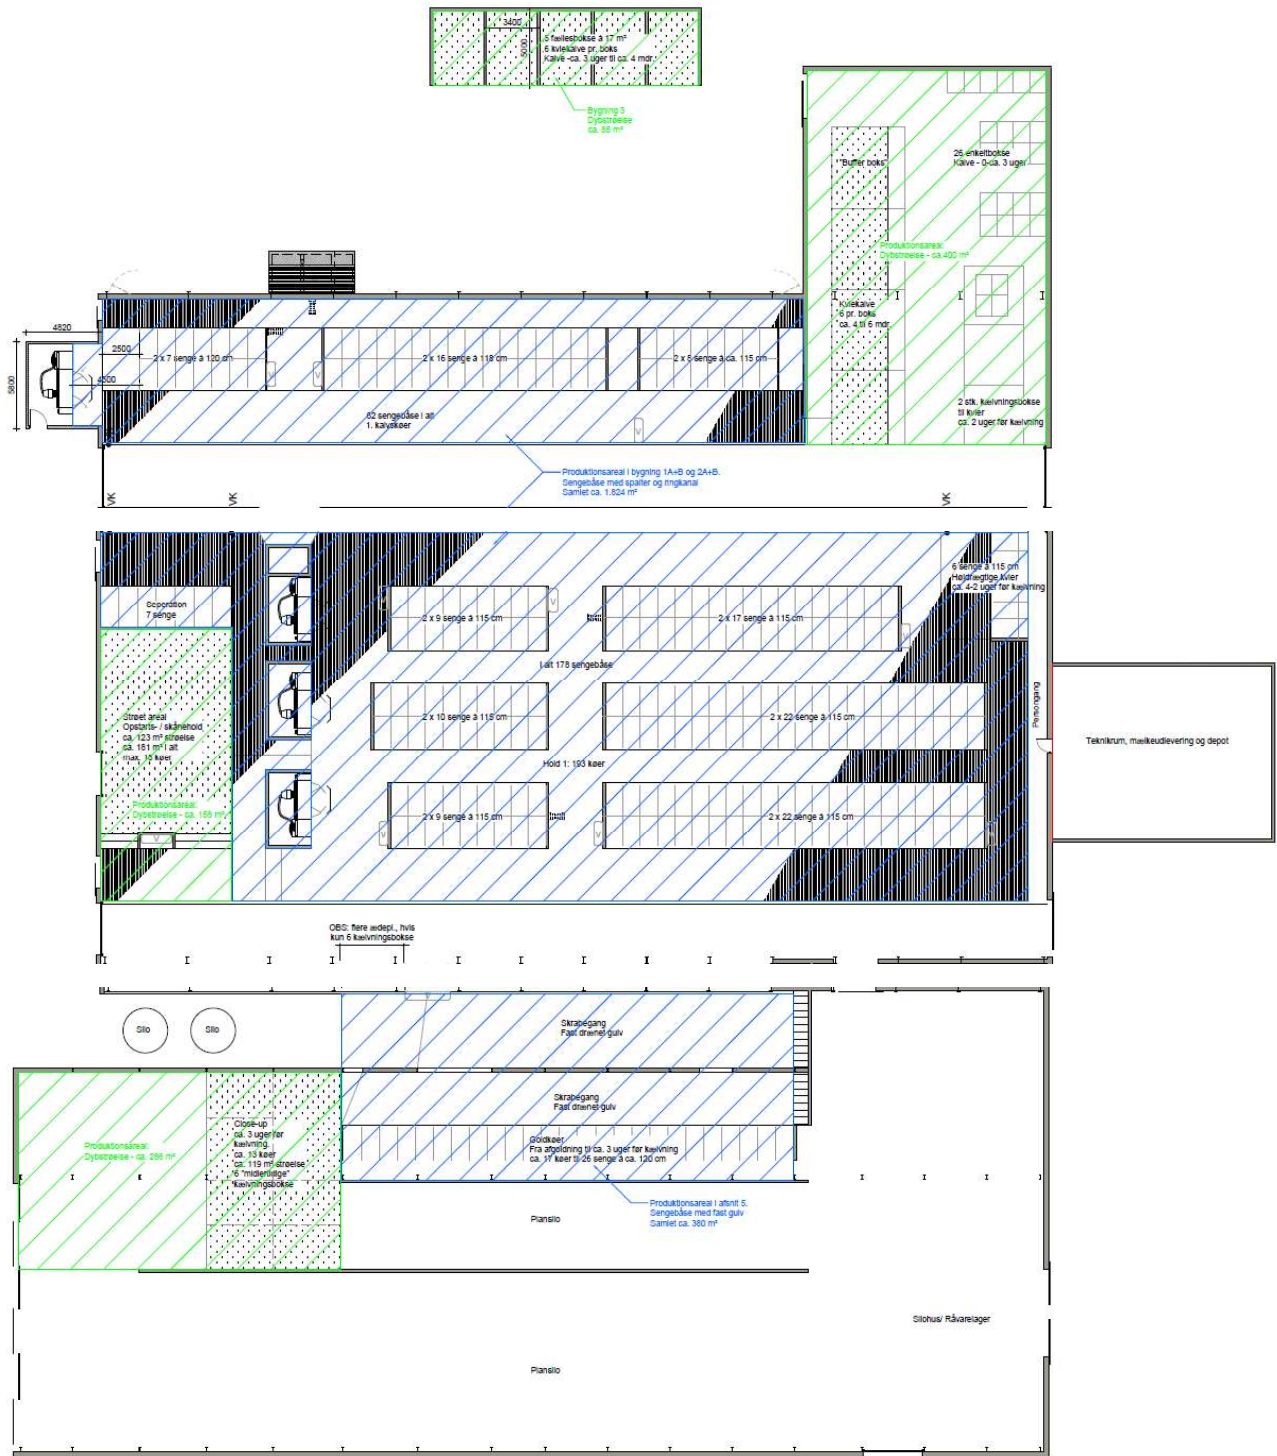 3400
5000
5 fællesbokse à 17 m²
6 kviekalve pr. boks
Kalve -ca. 3 uger til ca. 4 mdr.
Bygning 3
Dybstrøelse
ca. 86 m²
"Buffer boks"
26 enkeltbokse
Kalve - 0-ca. 3 uger
Produktionsareal:
Dybstrøelse - ca 400 m²
Kviekalve
6 pr. boks
ca. 4 til 6 mdr.
2 stk. kælvningsbokse
til kvier
ca. 2 uger før kælvning
4820
5800
2500
4500
2 x 7 senge à 120 cm
2 x 16 senge à 118 cm
2 x 8 senge à ca. 115 cm
62 sengebåse i alt
1. kalvskøer
V
V
V
Produktionsareal i bygning 1A+B og 2A+B.
Sengebåse med spalter og ringkanal
Samlet ca. 1.824 m²
VK
VK
VK
Seperation
7 senge
6 senge à 115 cm
Højdrægtige kvier
ca. 4-2 uger før kælvning
2 x 9 senge à 115 cm
2 x 17 senge à 115 cm
V
V
V
I alt 178 sengebåse
2 x 10 senge à 115 cm
2 x 22 senge à 115 cm
Strøet areal
Opstarts- / skånehold
ca. 123 m² strøelse
ca. 181 m² i alt
max. 15 køer
Persongang
Teknikrum, mælkeudlevering og depot
Hold 1: 193 køer
Produktionsareal:
Dybstrøelse - ca. 158 m²
2 x 9 senge à 115 cm
2 x 22 senge à 115 cm
V
V
V
V
OBS: flere ædepl., hvis
kun 6 kælvningsbokse
V
Silo
Silo
Skrabegang
Fast drænet gulv
Skrabegang
Fast drænet gulv
Produktionsareal:
Dybstrøelse - ca. 286 m²
Close-up
ca. 3 uger før
kælvning.
ca. 13 køer
ca. 119 m² strøelse
6 "midlertidige"
kælvningsbokse
Goldkøer
Fra afgoldning til ca. 3 uger før kælvning
ca. 17 køer til 26 senge à ca. 120 cm
Produktionsareal i afsnit 5.
Sengebåse med fast gulv
Samlet ca. 380 m²
Plansilo
Silohus/ Råvarelager
Plansilo